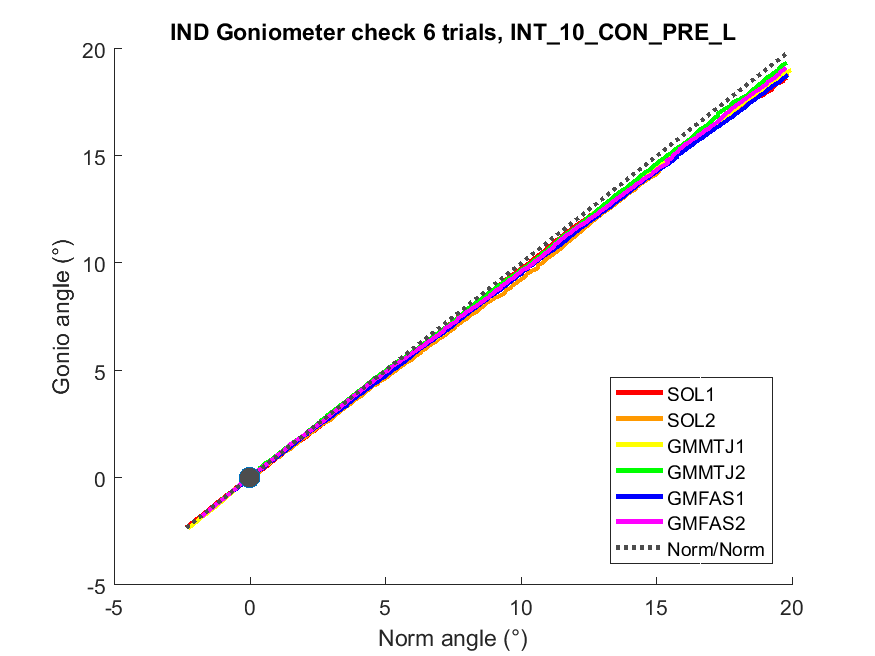 IND Goniometer check 6 trials, INT_10_CON_PRE_L
20
15
10
5
0
-5
Gonio angle (°)
-5
0
5
10
15
20
Norm angle (°)
SOL1
SOL2
GMMTJ1
GMMTJ2
GMFAS1
GMFAS2
Norm/Norm